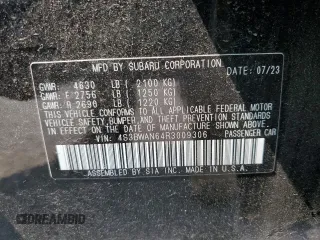 MFD. BY SUBARU CORPORATION DATE: 07/23
GVWR 4630 LB ( 2100 KG)
GAWR: F 2756 LB ( 1250 KG)
GAWR: R 2690 LB ( 1220 KG)
THIS VEHICLE CONFORMS TO ALL APPLICABLE FEDERAL MOTOR
VEHICLE SAFETY, BUMPER, AND THEFT PREVENTION STANDARDS
IN EFFECT ON THE DATE OF MANUFACTURE SHOWN ABOVE.
VIN: 4S3BWAN64R3009306 PASSENGER CAR
ASSEMBLED BY SIA INC. MADE IN U.S.A.
DREAMBID